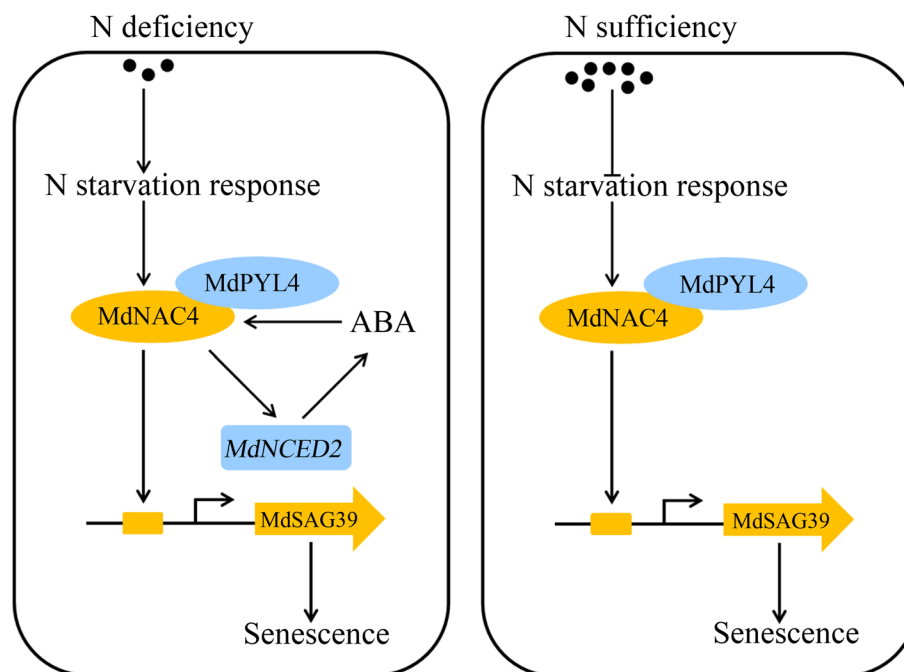 N deficiency
N starvation response
MdPYL4
MdNAC4
ABA
MdNCED2
MdSAG39
Senescence
N sufficiency
N starvation response
MdPYL4
MdNAC4
MdSAG39
Senescence